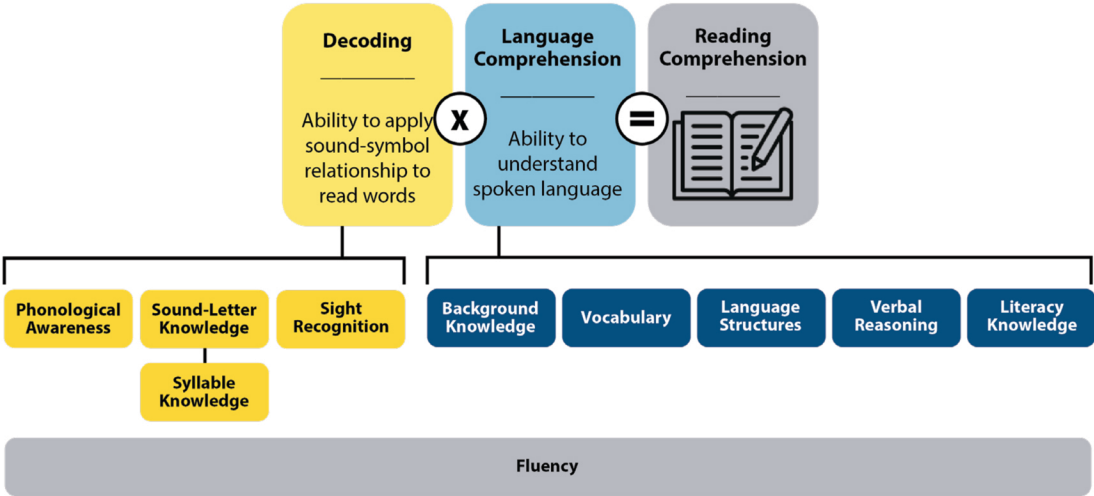 Decoding
Ability to apply
sound-symbol
relationship to
read words
x
Language
Comprehension
Ability to
understand
spoken language
=
Reading
Comprehension
Phonological
Awareness
Sound-Letter
Knowledge
Syllable
Knowledge
Sight
Recognition
Background
Knowledge
Vocabulary
Language
Structures
Verbal
Reasoning
Literacy
Knowledge
Fluency